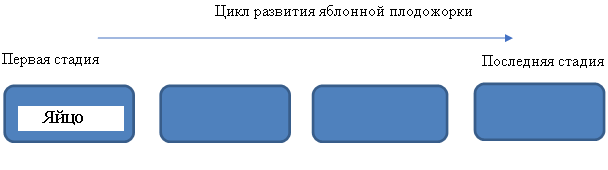 Цикл развития яблонной плодожорки
Первая стадия
Последняя стадия
Яйцо